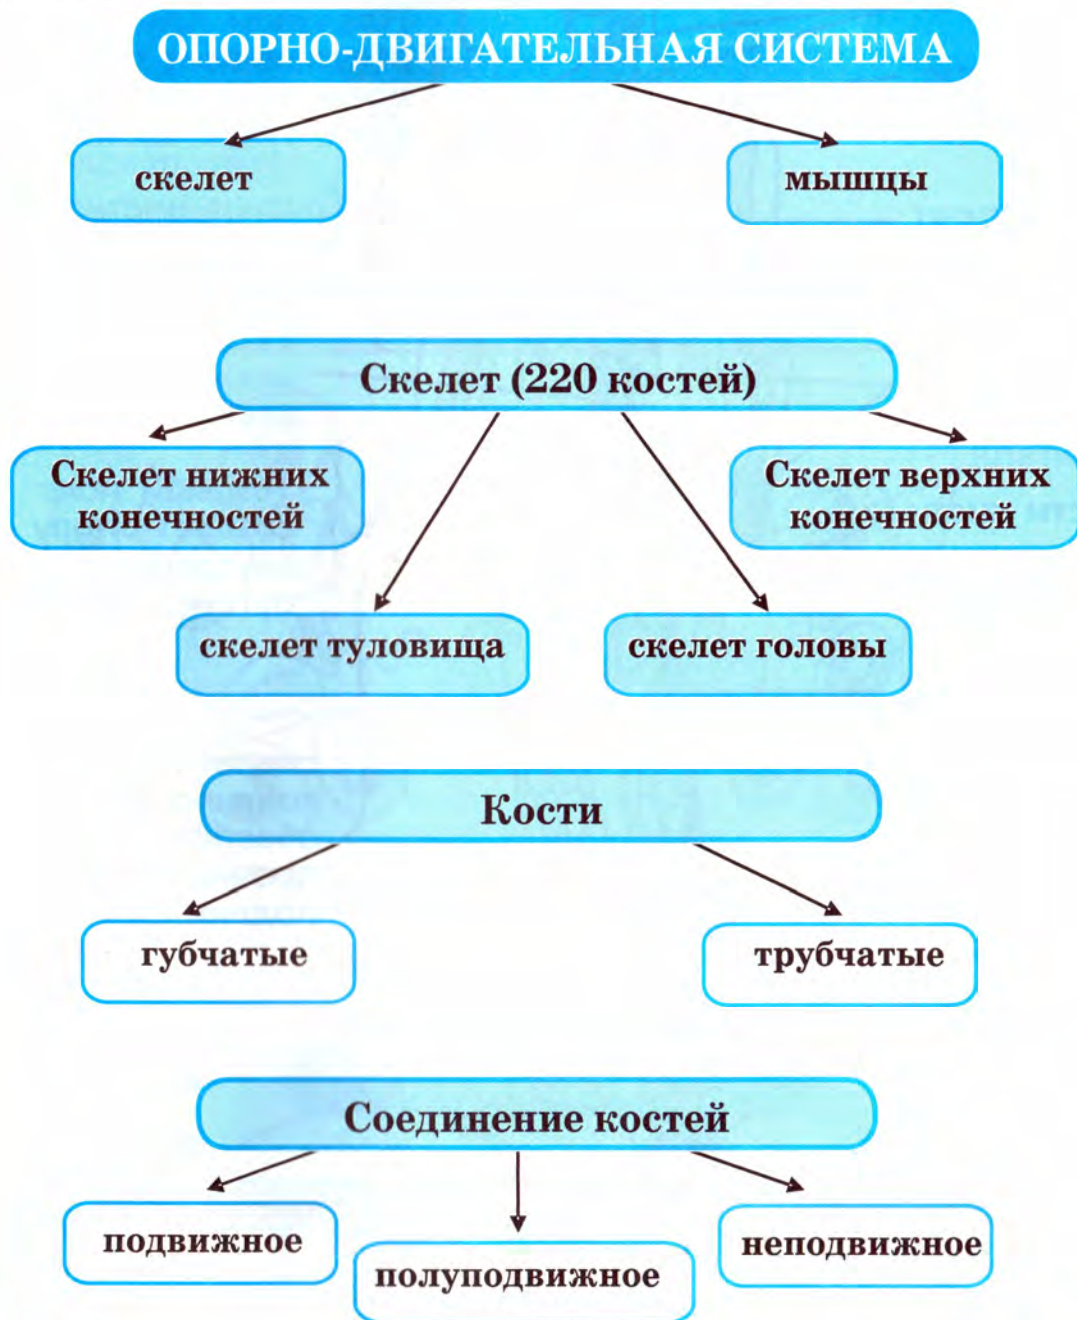 ОПОРНО-ДВИГАТЕЛЬНАЯ СИСТЕМА
скелет
мышцы
Скелет (220 костей)
Скелет нижних
конечностей
Скелет верхних
конечностей
скелет туловища
скелет головы
Кости
губчатые
трубчатые
Соединение костей
подвижное
полуподвижное
неподвижное